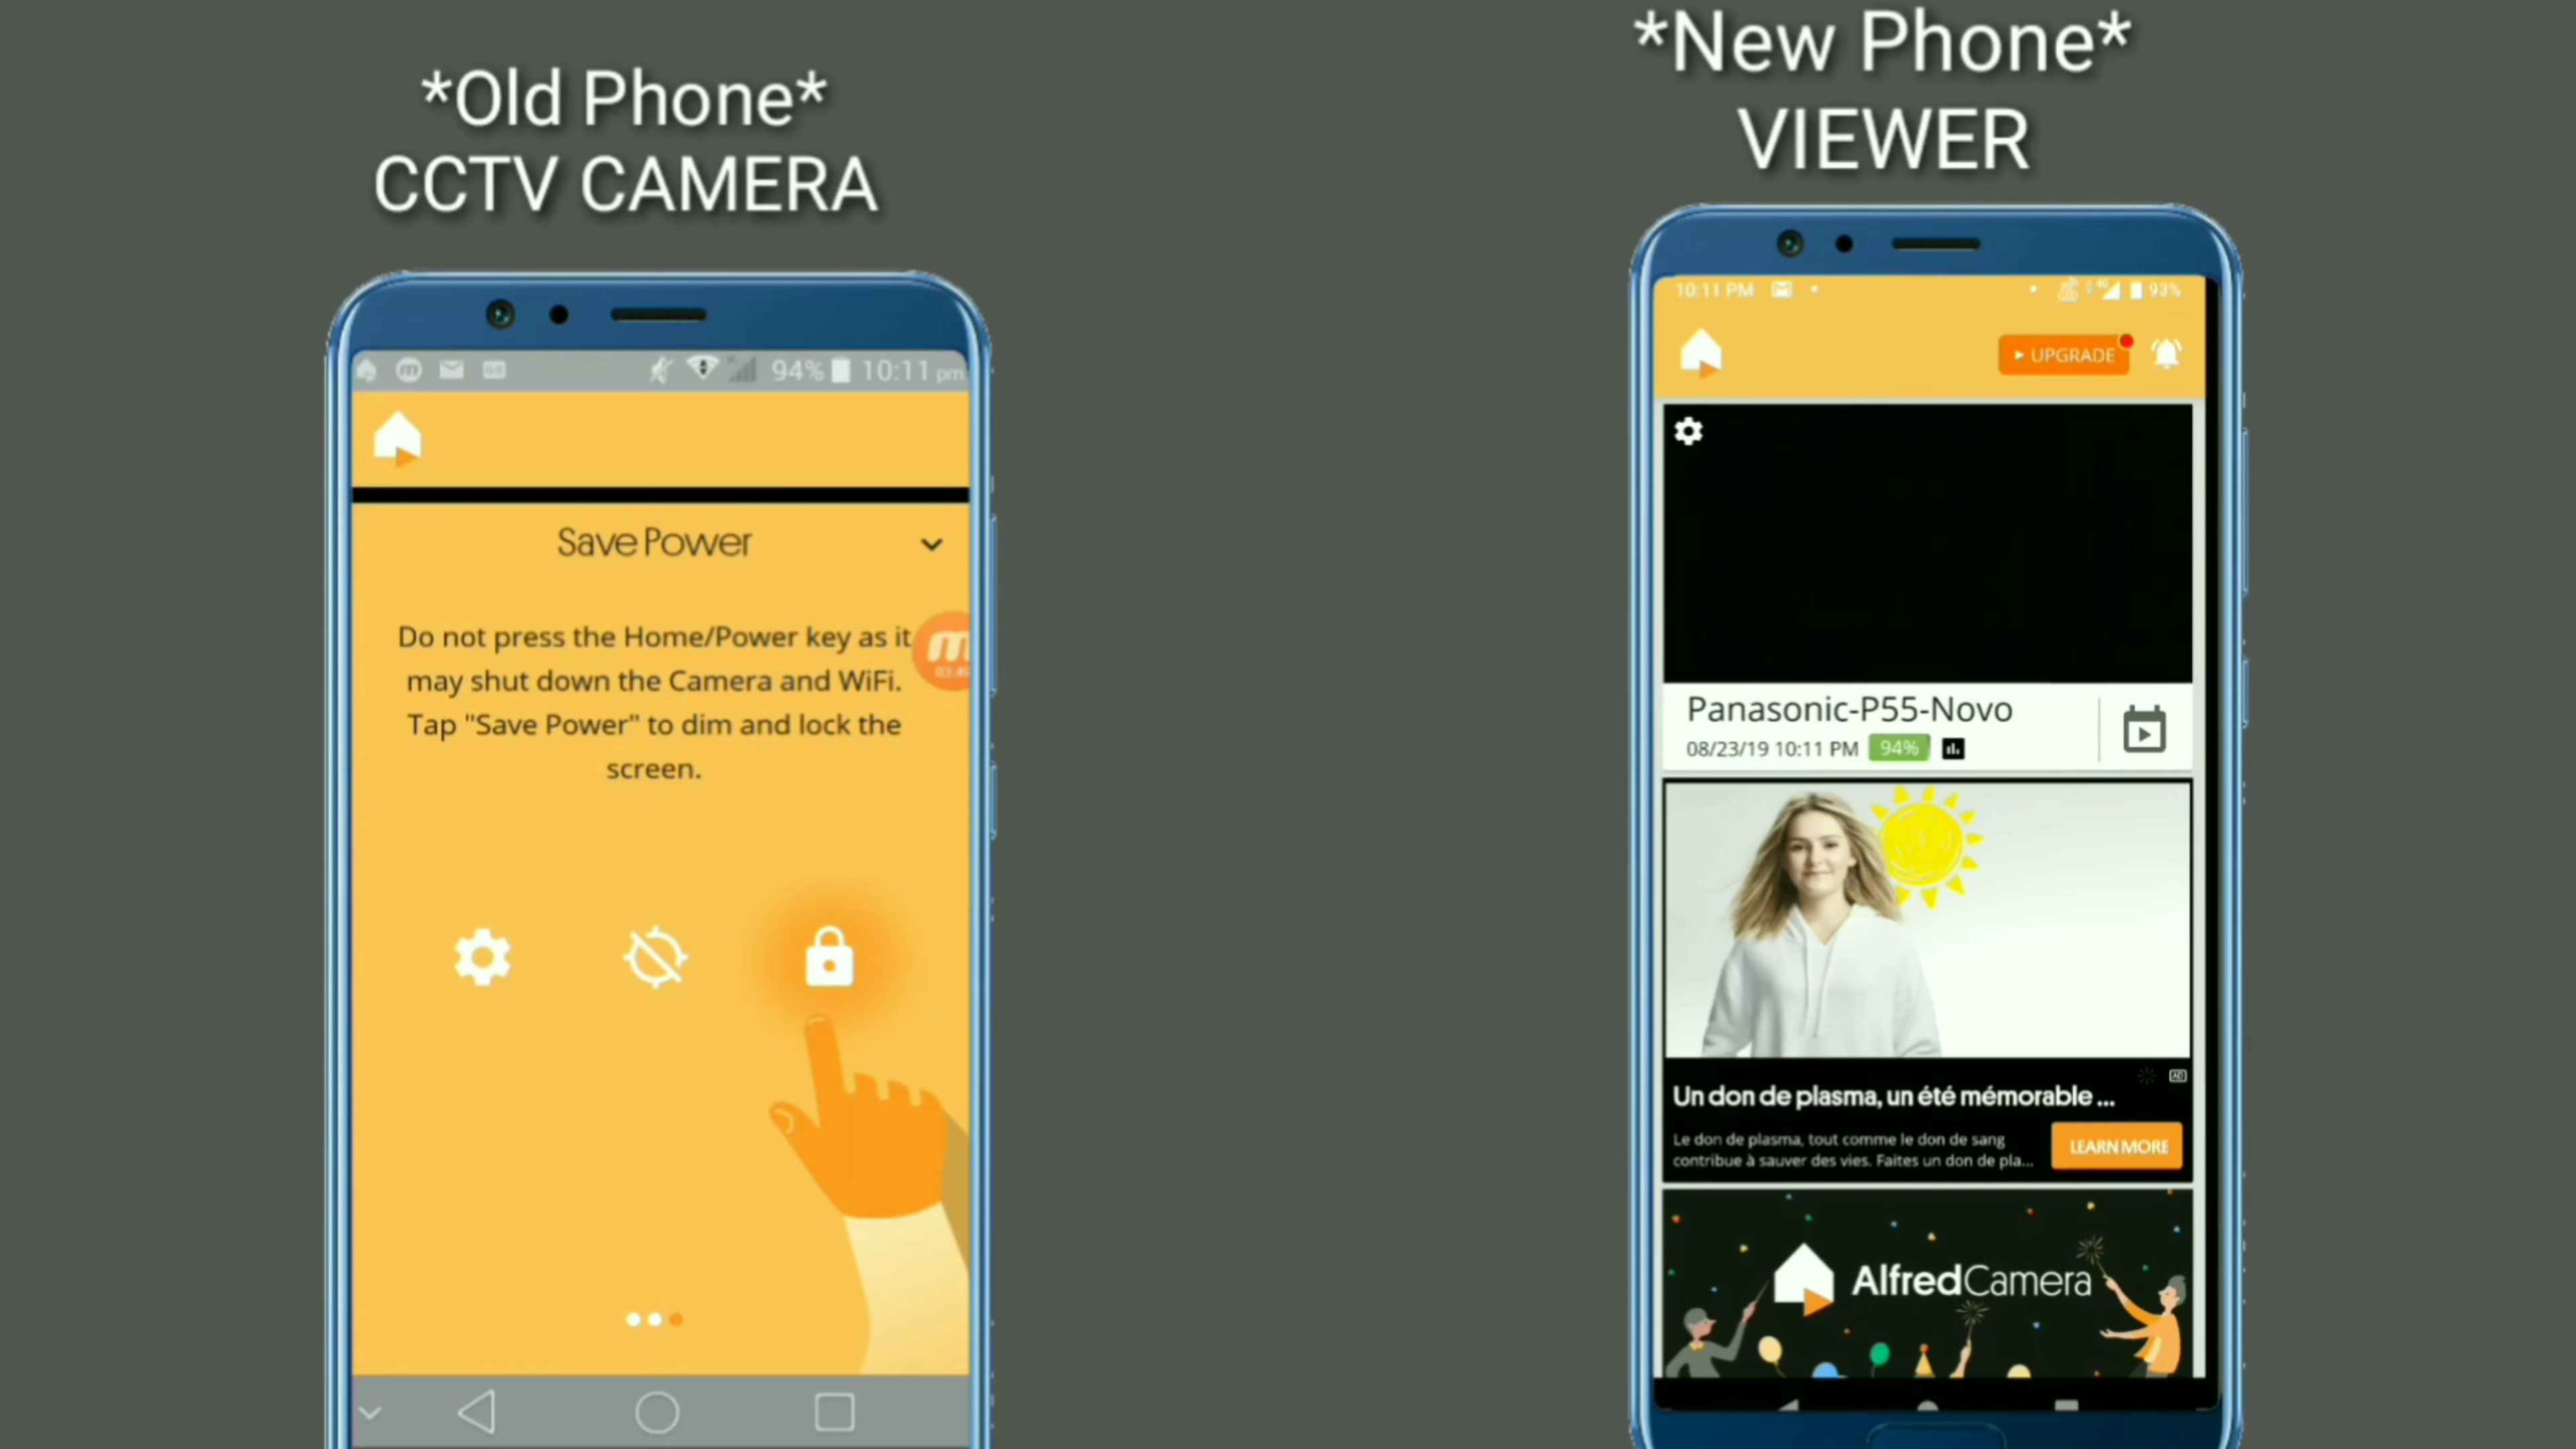 *Old Phone*
CCTV CAMERA
94% 10:11 pm
Save Power
Do not press the Home/Power key as it
may shut down the Camera and WiFi.
Tap "Save Power" to dim and lock the
screen.
03:49
*New Phone*
VIEWER
10:11 PM 4G 93%
UPGRADE
Panasonic-P55-Novo
08/23/19 10:11 PM 94%
Un don de plasma, un été mémorable ...
AD
Le don de plasma, tout comme le don de sang
contribue à sauver des vies. Faites un don de pla...
LEARN MORE
AlfredCamera